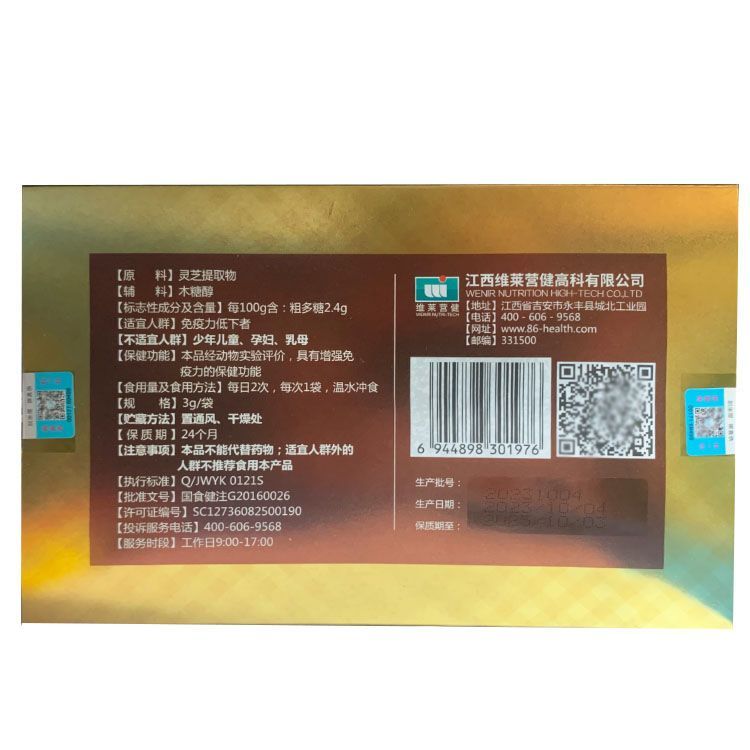 【原　料】灵芝提取物
【辅　料】木糖醇
【标志性成分及含量】每100g含：粗多糖2.4g
【适宜人群】免疫力低下者
【不适宜人群】少年儿童、孕妇、乳母
【保健功能】本品经动物实验评价，具有增强免
疫力的保健功能
【食用量及食用方法】每日2次，每次1袋，温水冲食
【规　格】3g/袋
【贮藏方法】置通风、干燥处
【保质期】24个月
【注意事项】本品不能代替药物；适宜人群外的
人群不推荐食用本产品
【执行标准】Q/JWYK 0121S
【批准文号】国食健注G20160026
【许可证编号】SC12736082500190
【投诉服务电话】400-606-9568
【服务时段】工作日9:00-17:00
维莱营健
WENIR NUTRI-TECH
江西维莱营健高科有限公司
WENIR NUTRITION HIGH-TECH CO.,LTD
【地址】江西省吉安市永丰县城北工业园
【电话】400 - 606 - 9568
【网址】www.86-health.com
【邮编】331500
6 944898 301976
生产批号：20231004
生产日期：2023/10/04
保质期至：2025/10/03